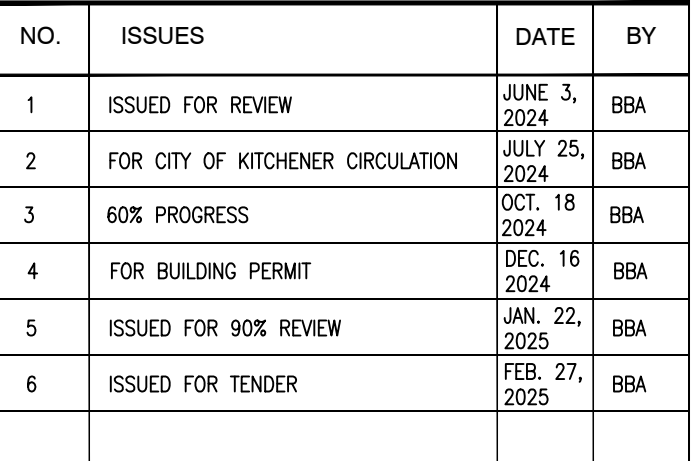 NO. ISSUES DATE BY
1 ISSUED FOR REVIEW JUNE 3, 2024 BBA
2 FOR CITY OF KITCHENER CIRCULATION JULY 25, 2024 BBA
3 60% PROGRESS OCT. 18 2024 BBA
4 FOR BUILDING PERMIT DEC. 16 2024 BBA
5 ISSUED FOR 90% REVIEW JAN. 22, 2025 BBA
6 ISSUED FOR TENDER FEB. 27, 2025 BBA